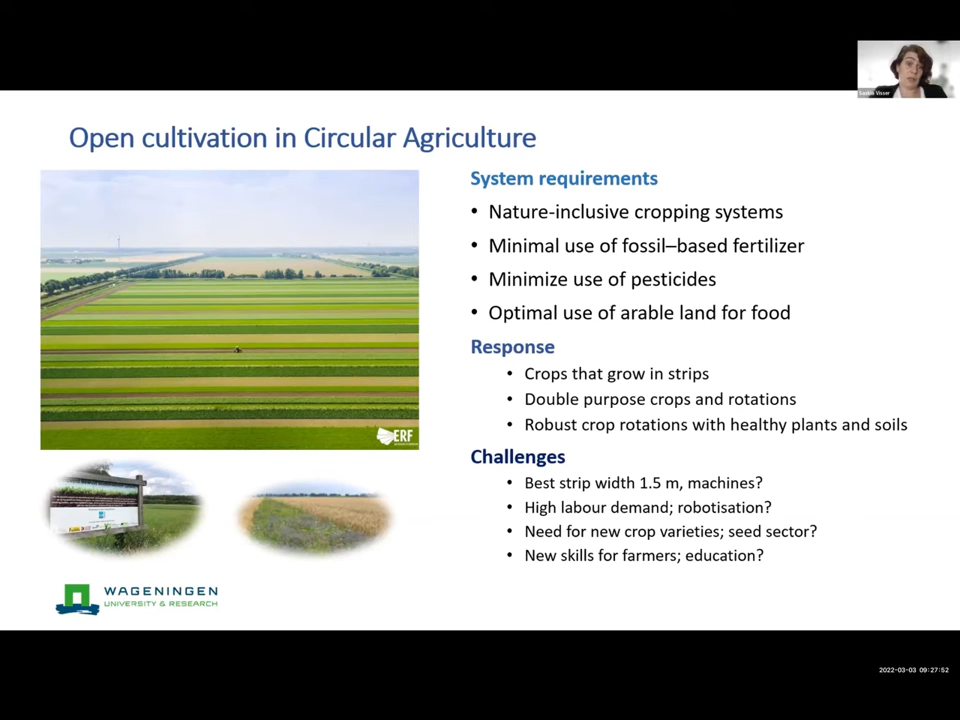 Saskia Visser
Open cultivation in Circular Agriculture
System requirements
• Nature-inclusive cropping systems
• Minimal use of fossil–based fertilizer
• Minimize use of pesticides
• Optimal use of arable land for food
Response
• Crops that grow in strips
• Double purpose crops and rotations
• Robust crop rotations with healthy plants and soils
Challenges
• Best strip width 1.5 m, machines?
• High labour demand; robotisation?
• Need for new crop varieties; seed sector?
• New skills for farmers; education?
ERF
WAGENINGEN
UNIVERSITY & RESEARCH
2022-03-03 09:27:52